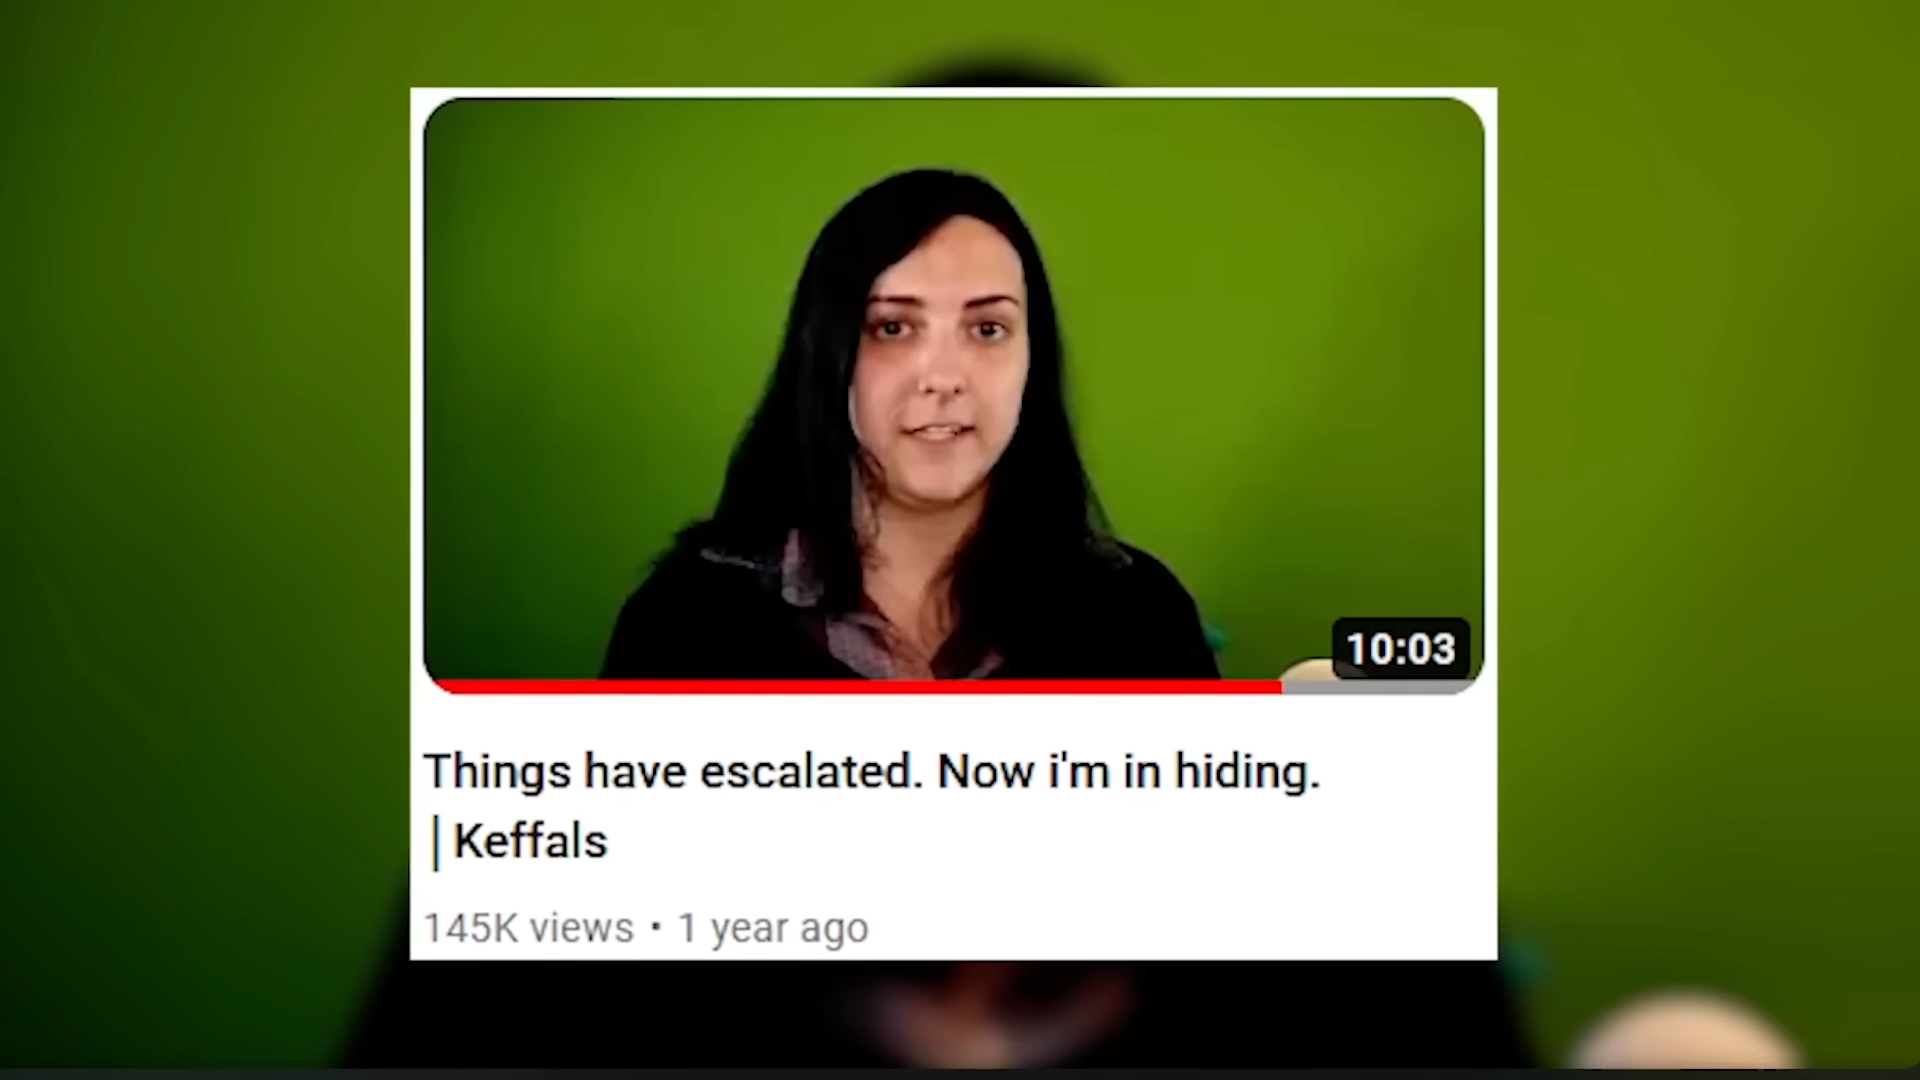 10:03
Things have escalated. Now i'm in hiding.
| Keffals
145K views • 1 year ago